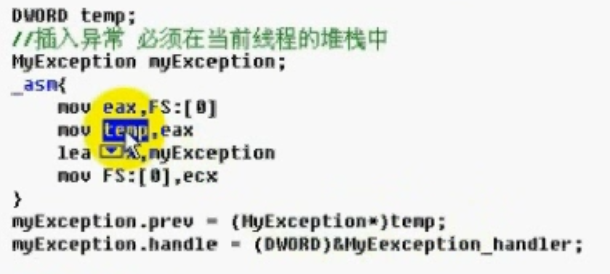 DWORD temp;
//插入异常 必须在当前线程的堆栈中
MyException myException;
_asm{
mov eax,FS:[0]
mov temp,eax
lea ,myException
mov FS:[0],ecx
}
myException.prev = (MyException*)temp;
myException.handle = (DWORD)&MyEexception_handler;